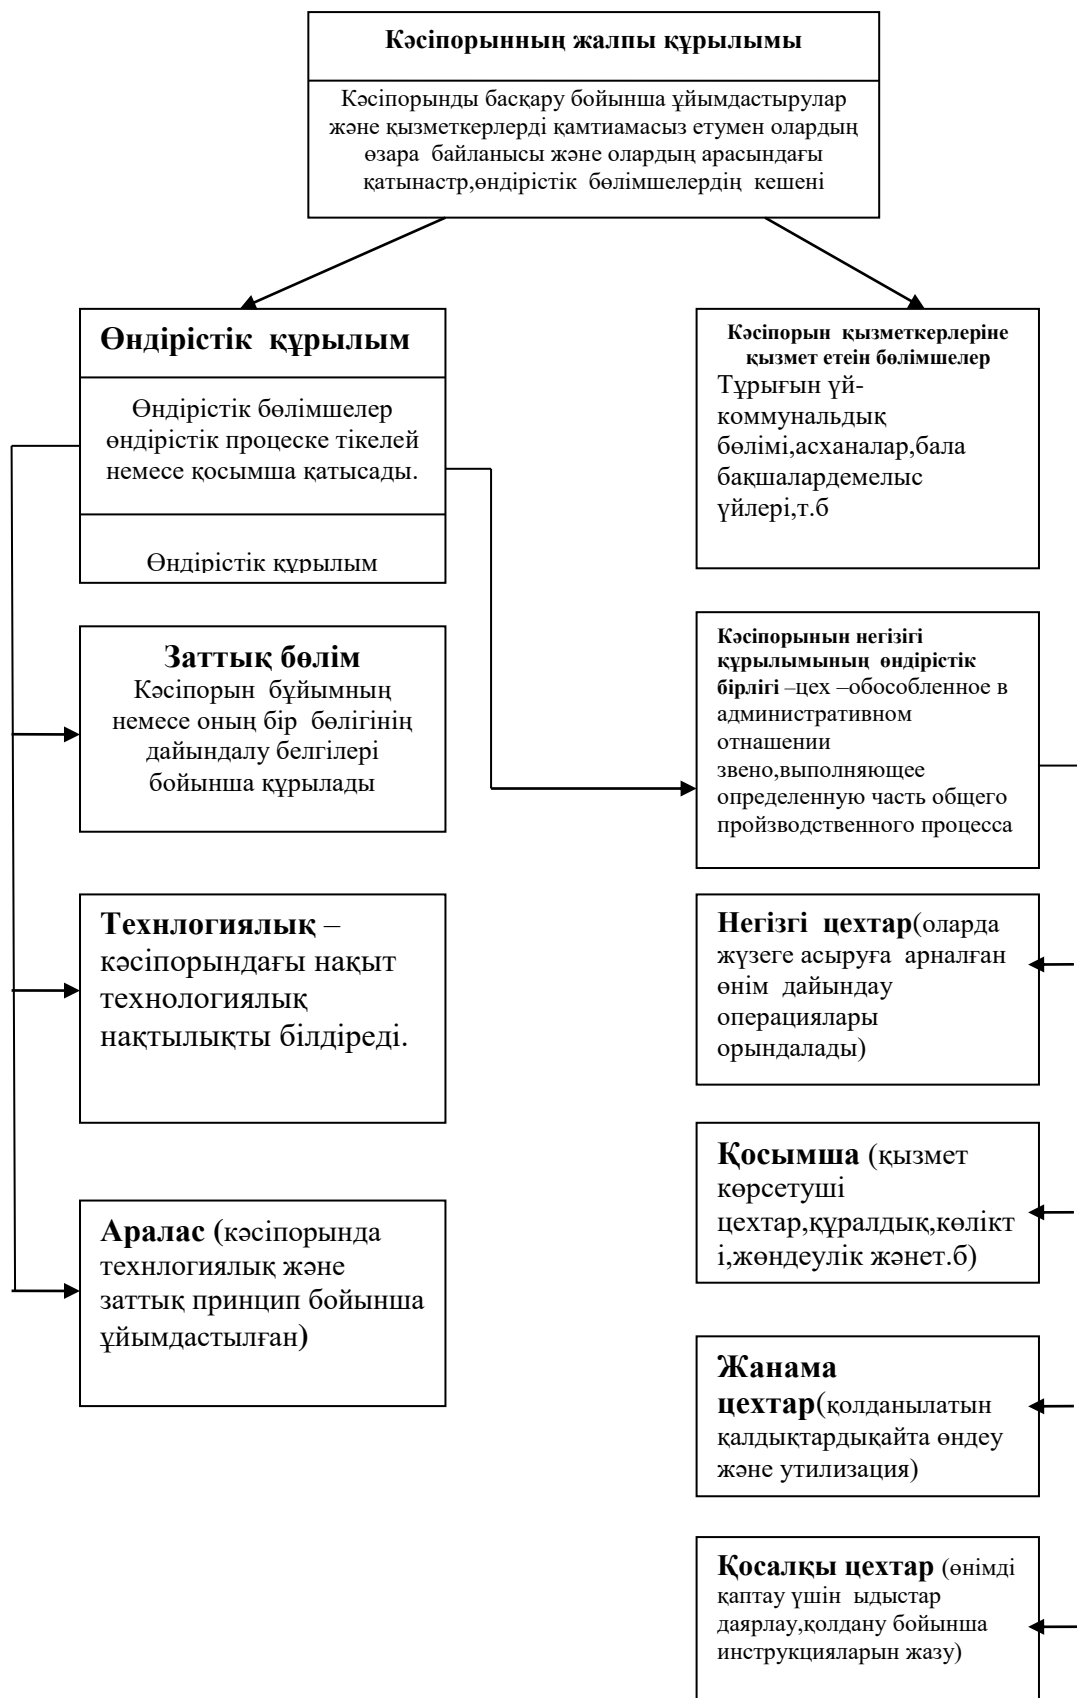 Кәсіпорынның жалпы құрылымы
Кәсіпорынды басқару бойынша ұйымдастырулар
және қызметкерлерді қамтиамасыз етумен олардың
өзара байланысы және олардың арасындағы
қатынастр,өндірістік бөлімшелердің кешені
Өндірістік құрылым
Өндірістік бөлімшелер
өндірістік процеске тікелей
немесе қосымша қатысады.
Өндірістік құрылым
Кәсіпорын қызметкерлеріне
қызмет етеін бөлімшелер
Тұрығын үй-
коммунальдық
бөлімі,асханалар,бала
бақшалардемелыс
үйлері,т.б
Заттық бөлім
Кәсіпорын бұйымның
немесе оның бір бөлігінің
дайындалу белгілері
бойынша құрылады
Кәсіпорынын негізігі
құрылымының өндірістік
бірлігі –цех –обособленное в
административном
отнашении
звено,выполняющее
определенную часть общего
пройзводственного процесса
Технлогиялық –
кәсіпорындағы нақыт
технологиялық
нақтылықты білдіреді.
Негізгі цехтар(оларда
жүзеге асыруға арналған
өнім дайындау
операциялары
орындалады)
Қосымша (қызмет
көрсетуші
цехтар,құралдық,көлікт
і,жөндеулік жәнет.б)
Аралас (кәсіпорында
технлогиялық және
заттық принцип бойынша
ұйымдастылған)
Жанама
цехтар(қолданылатын
қалдықтардықайта өндеу
және утилизация)
Қосалқы цехтар (өнімді
қаптау үшін ыдыстар
даярлау,қолдану бойынша
инструкцияларын жазу)